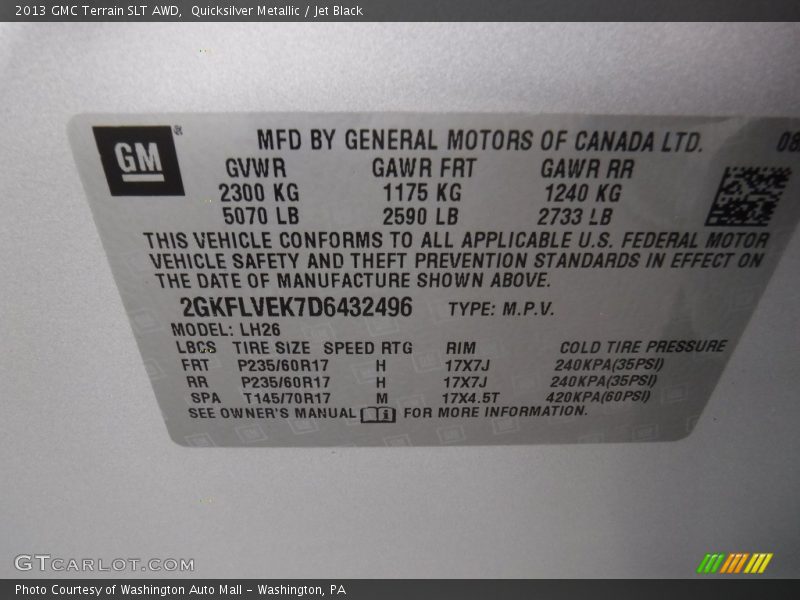 2013 GMC Terrain SLT AWD, Quicksilver Metallic / Jet Black
GM ®
MFD BY GENERAL MOTORS OF CANADA LTD. 08
GVWR GAWR FRT GAWR RR
2300 KG 1175 KG 1240 KG
5070 LB 2590 LB 2733 LB
THIS VEHICLE CONFORMS TO ALL APPLICABLE U.S. FEDERAL MOTOR
VEHICLE SAFETY AND THEFT PREVENTION STANDARDS IN EFFECT ON
THE DATE OF MANUFACTURE SHOWN ABOVE.
2GKFLVEK7D6432496 TYPE: M.P.V.
MODEL: LH26
LBCS TIRE SIZE SPEED RTG RIM COLD TIRE PRESSURE
FRT P235/60R17 H 17X7J 240KPA(35PSI)
RR P235/60R17 H 17X7J 240KPA(35PSI)
SPA T145/70R17 M 17X4.5T 420KPA(60PSI)
SEE OWNER'S MANUAL i FOR MORE INFORMATION.
GTCARLOT.COM
Photo Courtesy of Washington Auto Mall – Washington, PA